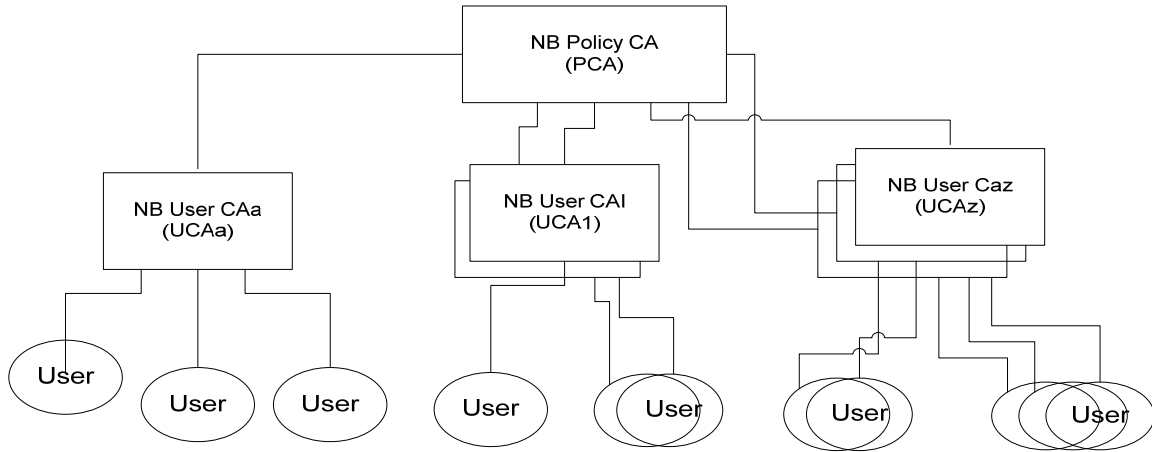 NB Policy CA
(PCA)
NB User CAa
(UCAa)
NB User CAl
(UCA1)
NB User Caz
(UCAz)
User
User
User
User
User
User
User